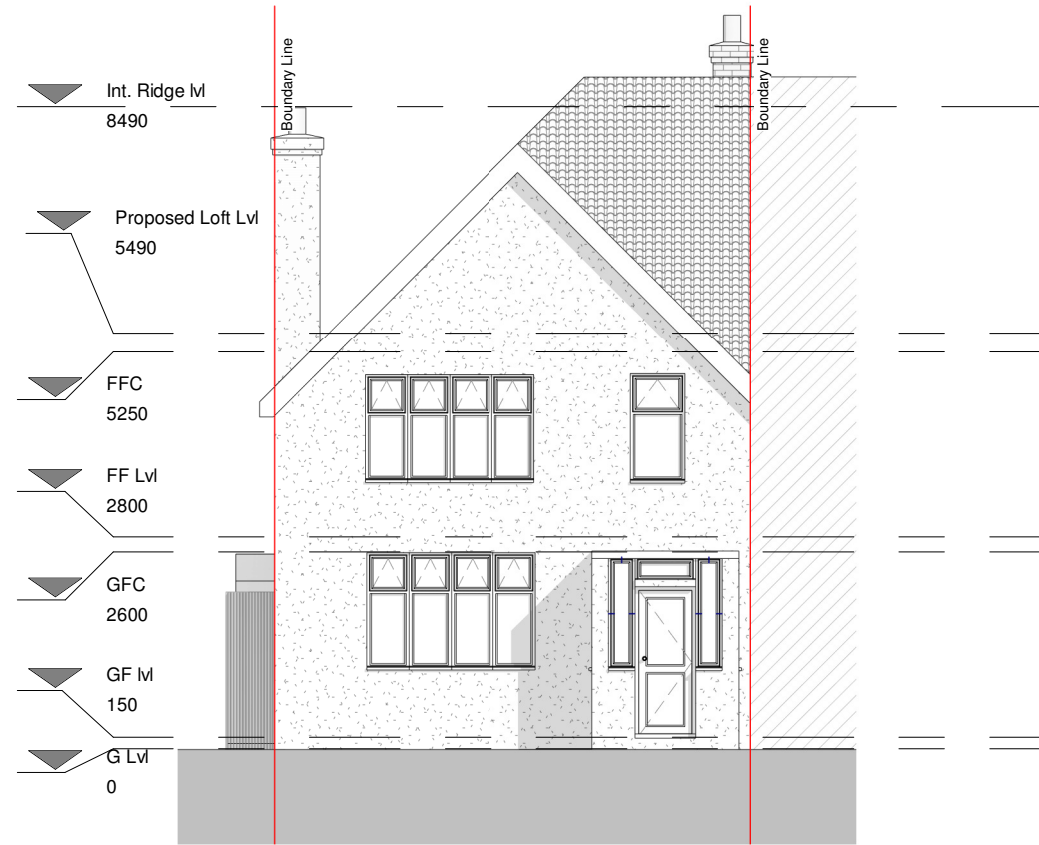 Int. Ridge lvl
8490
Boundary Line
Boundary Line
Proposed Loft Lvl
5490
FFC
5250
FF Lvl
2800
GFC
2600
GF lvl
150
G Lvl
0